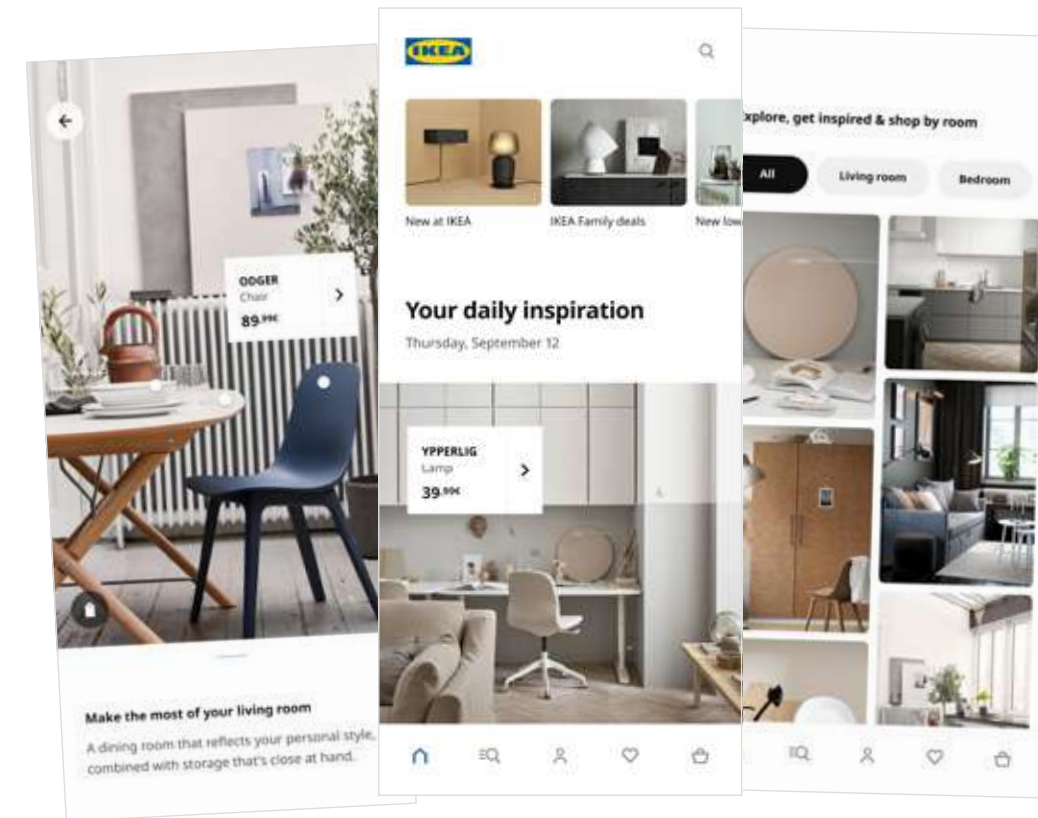 ODGER
Chair
89.99€
Make the most of your living room
A dining room that reflects your personal style,
combined with storage that's close at hand.
IKEA
New at IKEA
IKEA Family deals
New low
Your daily inspiration
Thursday, September 12
YPPERLIG
Lamp
39.99€
xplore, get inspired & shop by room
All
Living room
Bedroom